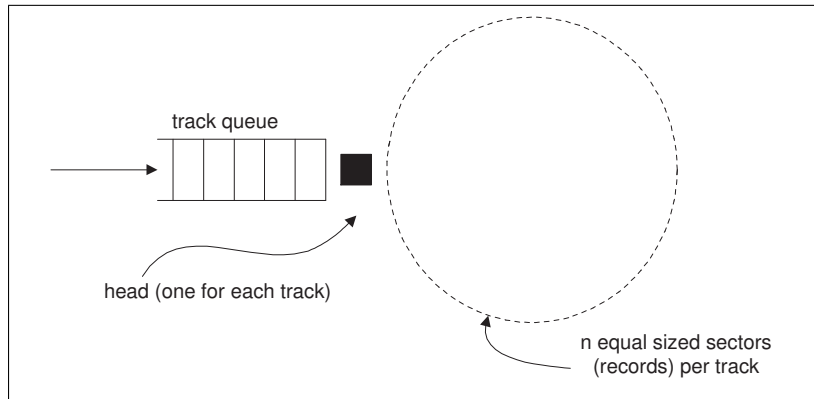 track queue
head (one for each track)
n equal sized sectors
(records) per track